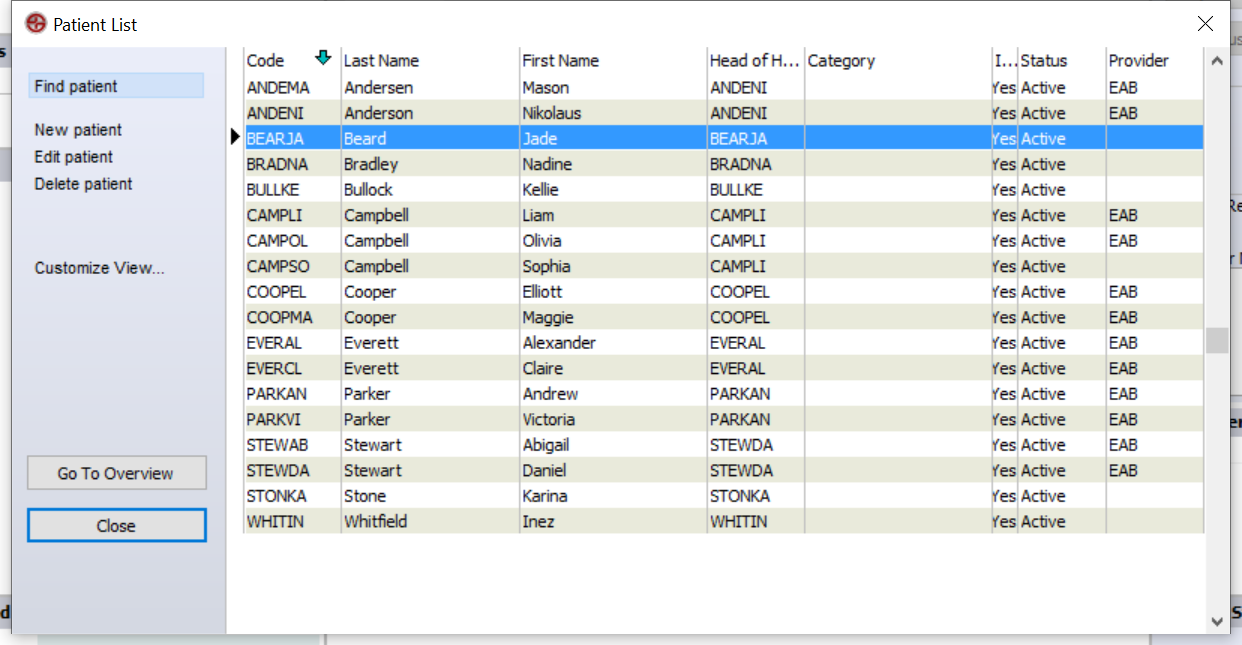 Patient List
Find patient
New patient
Edit patient
Delete patient
Customize View...
Go To Overview
Close
Code Last Name First Name Head of H... Category I... Status Provider
ANDEMA Andersen Mason ANDENI Yes Active EAB
ANDENI Anderson Nikolaus ANDENI Yes Active EAB
BEARJA Beard Jade BEARJA Yes Active
BRADNA Bradley Nadine BRADNA Yes Active
BULLKE Bullock Kellie BULLKE Yes Active
CAMPLI Campbell Liam CAMPLI Yes Active EAB
CAMPOL Campbell Olivia CAMPLI Yes Active EAB
CAMPSO Campbell Sophia CAMPLI Yes Active
COOPEL Cooper Elliott COOPEL Yes Active EAB
COOPMA Cooper Maggie COOPEL Yes Active EAB
EVERAL Everett Alexander EVERAL Yes Active EAB
EVERCL Everett Claire EVERAL Yes Active EAB
PARKAN Parker Andrew PARKAN Yes Active EAB
PARKVI Parker Victoria PARKAN Yes Active EAB
STEWAB Stewart Abigail STEWDA Yes Active EAB
STEWDA Stewart Daniel STEWDA Yes Active EAB
STONKA Stone Karina STONKA Yes Active
WHITIN Whitfield Inez WHITIN Yes Active